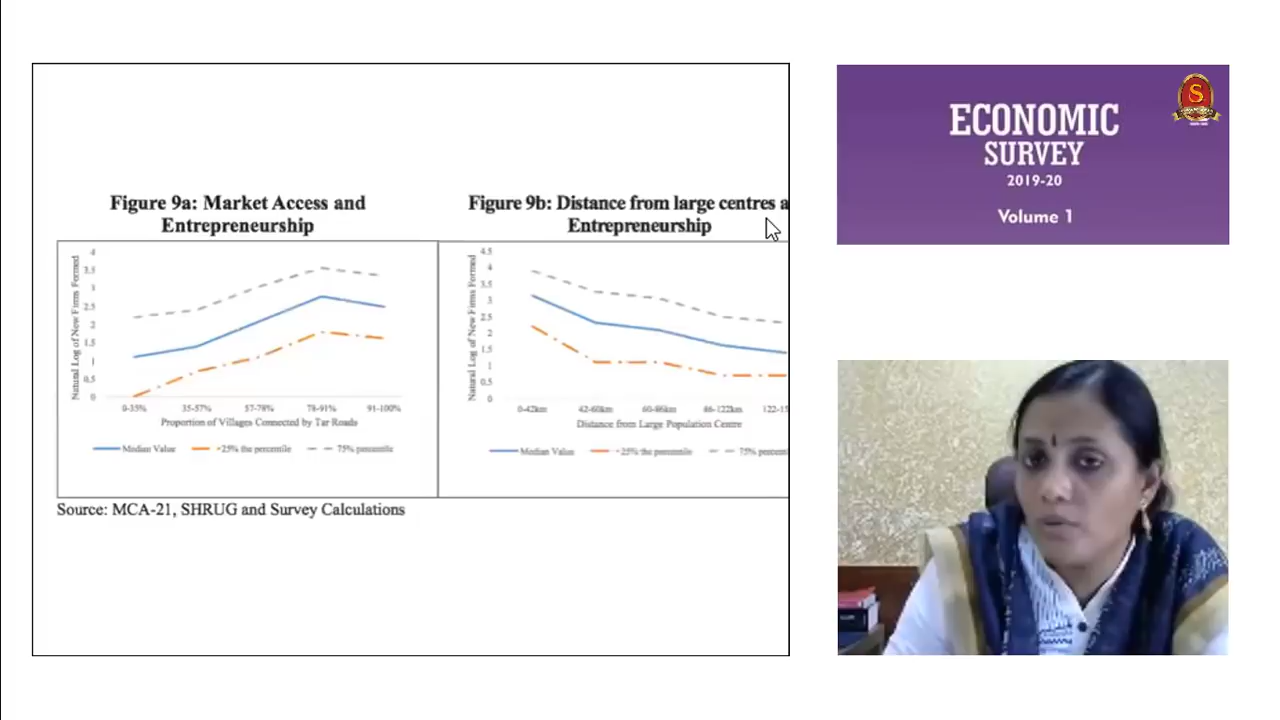 Figure 9a: Market Access and
Entrepreneurship
Natural Log of New Firms Formed
4
3.5
3
2.5
2
1.5
1
0.5
0
0-35%
35-57%
57-78%
78-91%
91-100%
Proportion of Villages Connected by Tar Roads
Median Value
25% the percentile
75% percentile
Figure 9b: Distance from large centres a
Entrepreneurship
Natural Log of New Firms Formed
4.5
4
3.5
3
2.5
2
1.5
1
0.5
0
0-42km
42-60km
60-86km
86-122km
122-15
Distance from Large Population Centre
Median Value
25% the percentile
75% percent
Source: MCA-21, SHRUG and Survey Calculations
ECONOMIC
SURVEY
2019-20
Volume 1
S